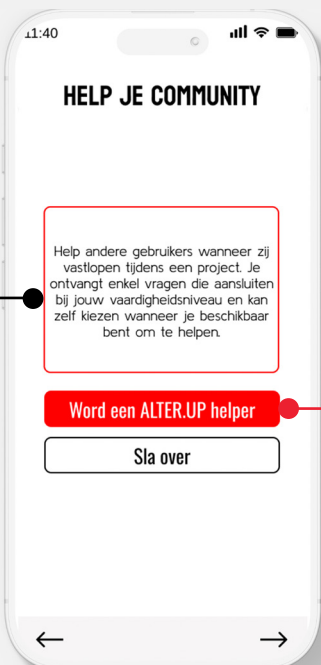 11:40
HELP JE COMMUNITY
Help andere gebruikers wanneer zij
vastlopen tijdens een project. Je
ontvangt enkel vragen die aansluiten
bij jouw vaardigheidsniveau en kan
zelf kiezen wanneer je beschikbaar
bent om te helpen.
Word een ALTER.UP helper
Sla over